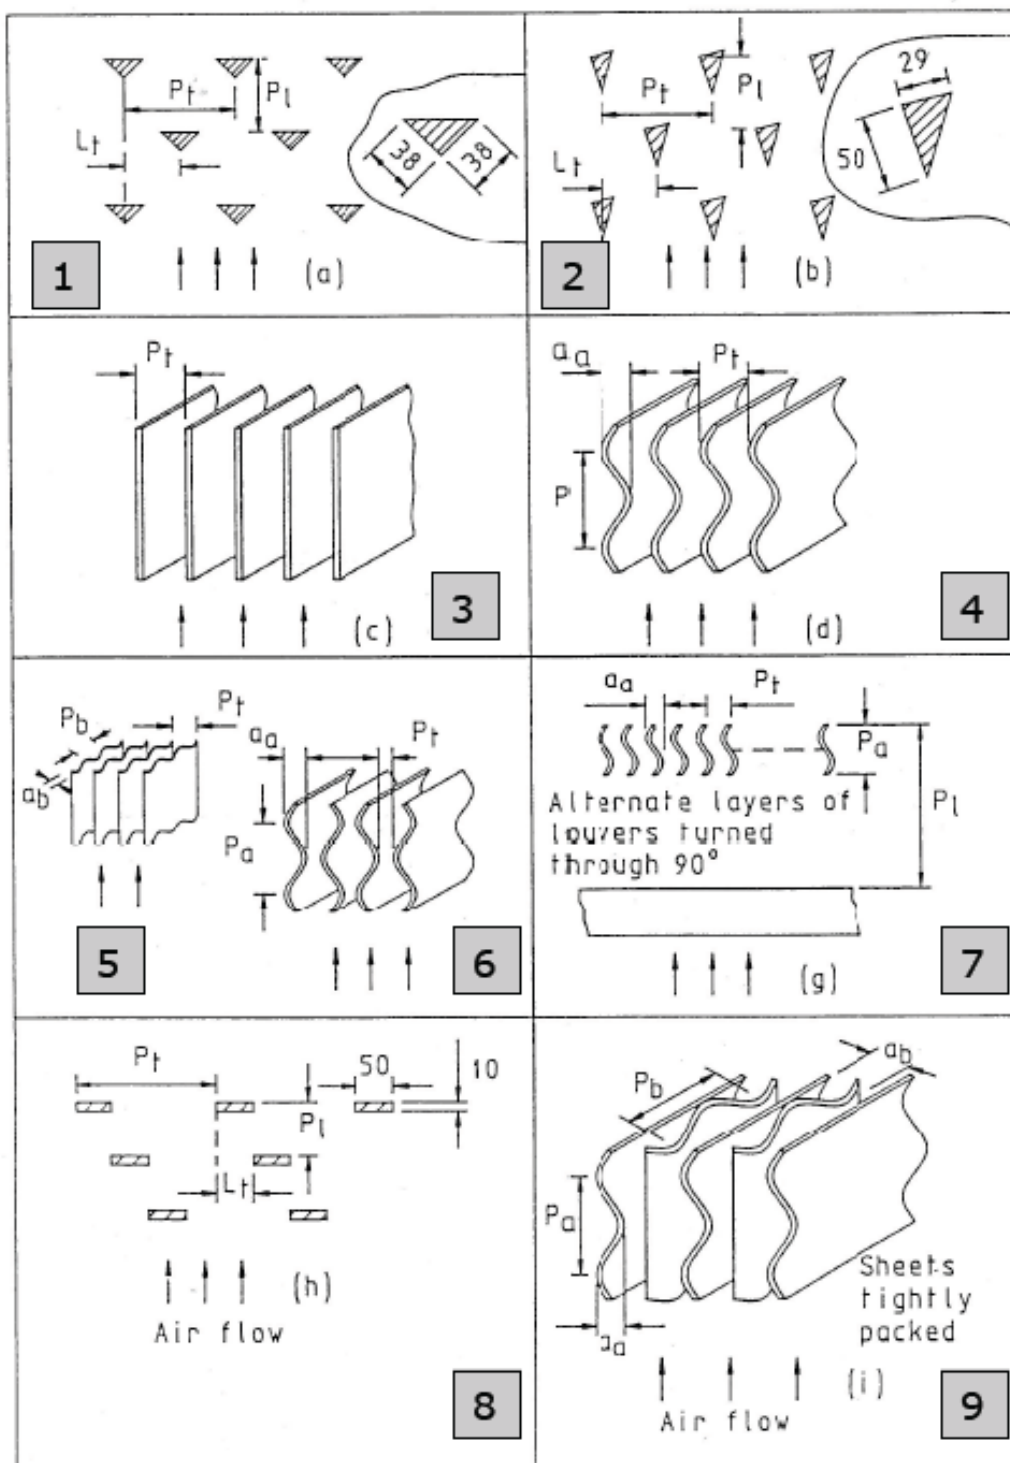 Pt
Pl
Lt
38
38
1
(a)
Pt
Pl
Lt
29
50
2
(b)
Pt
3
(c)
aa
Pt
P
4
(d)
Pb
Pt
ab
5
aa
Pt
Pa
6
aa
Pt
Pa
Pl
Alternate layers of
louvers turned
through 90°
7
(g)
Pt
50
10
Pl
Lt
(h)
Air flow
8
Pb
ab
Pa
aa
Sheets
tightly
packed
(i)
Air flow
9